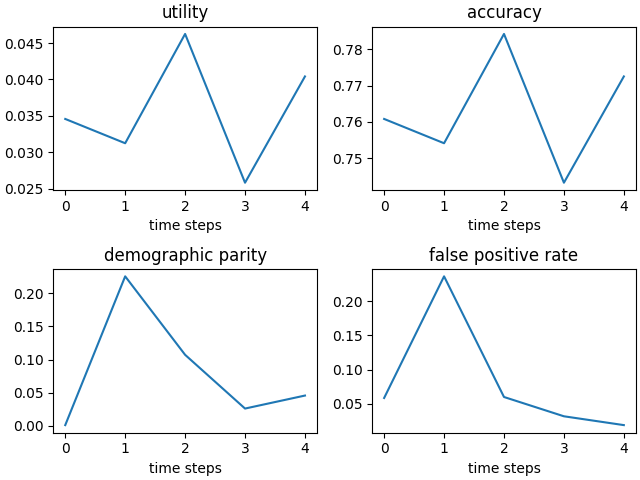 utility
0.045
0.040
0.035
0.030
0.025
0 1 2 3 4
time steps
accuracy
0.78
0.77
0.76
0.75
0 1 2 3 4
time steps
demographic parity
0.20
0.15
0.10
0.05
0.00
0 1 2 3 4
time steps
false positive rate
0.20
0.15
0.10
0.05
0 1 2 3 4
time steps